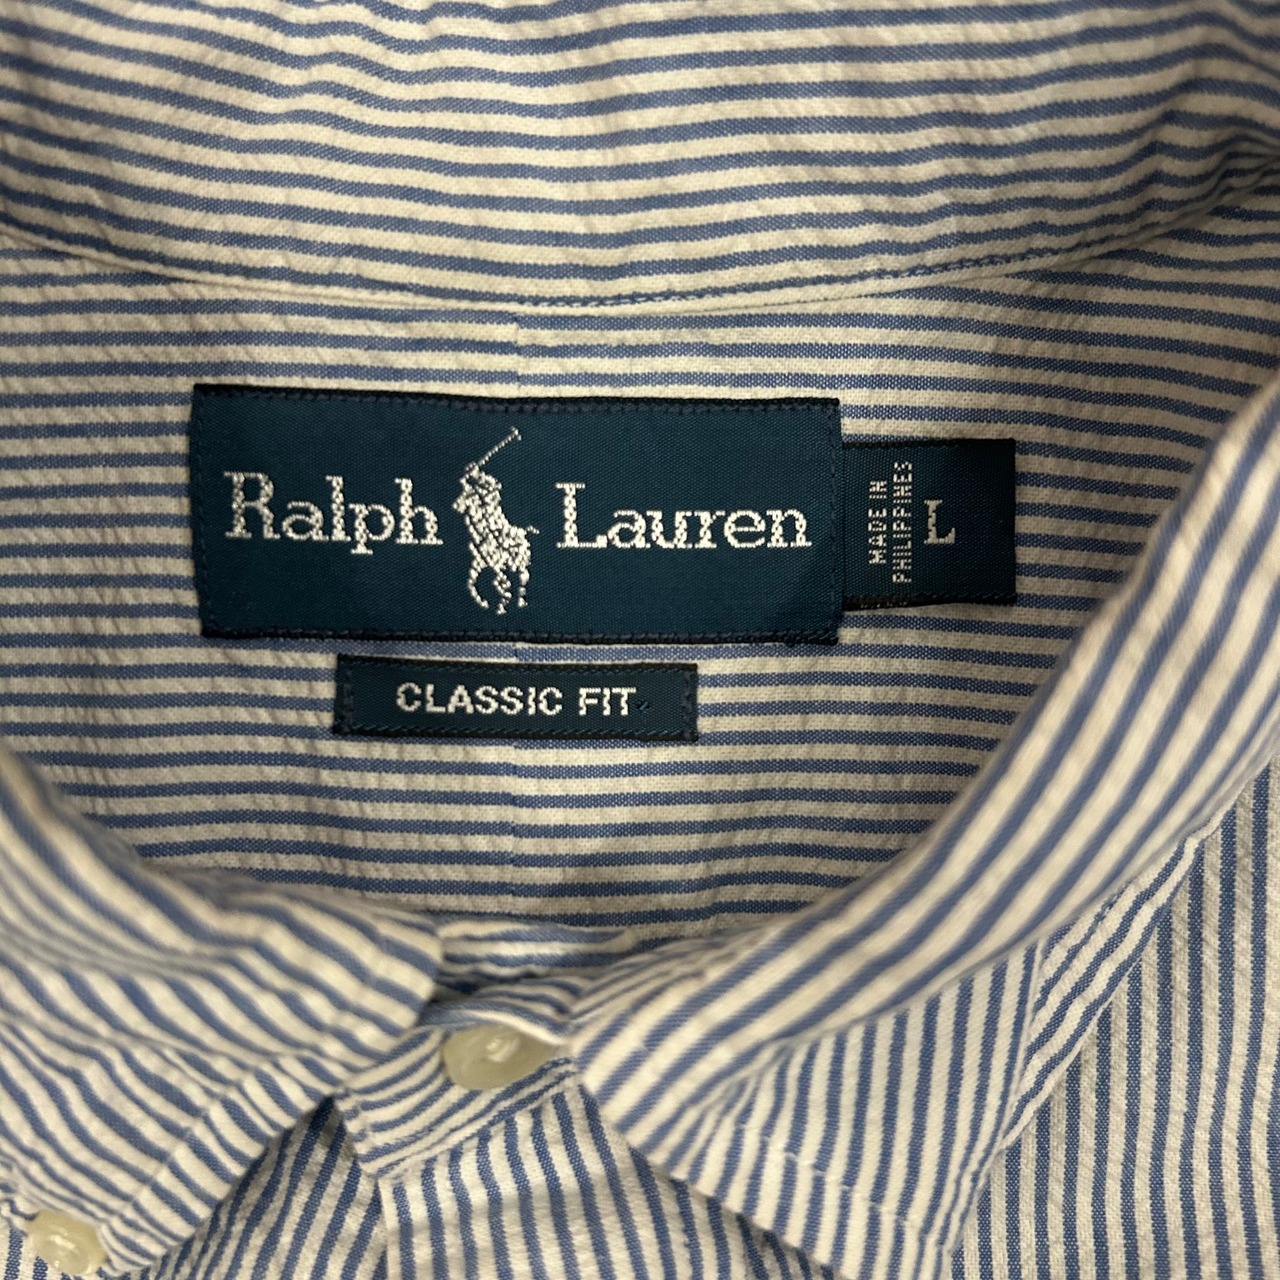 Ralph Lauren
MADE IN
PHILIPPINES
L
CLASSIC FIT